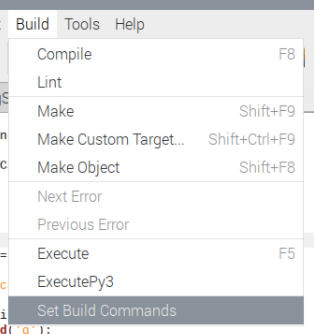 Build Tools Help
Compile F8
Lint
Make Shift+F9
Make Custom Target... Shift+Ctrl+F9
Make Object Shift+F8
Next Error
Previous Error
Execute F5
ExecutePy3
Set Build Commands
d('q');